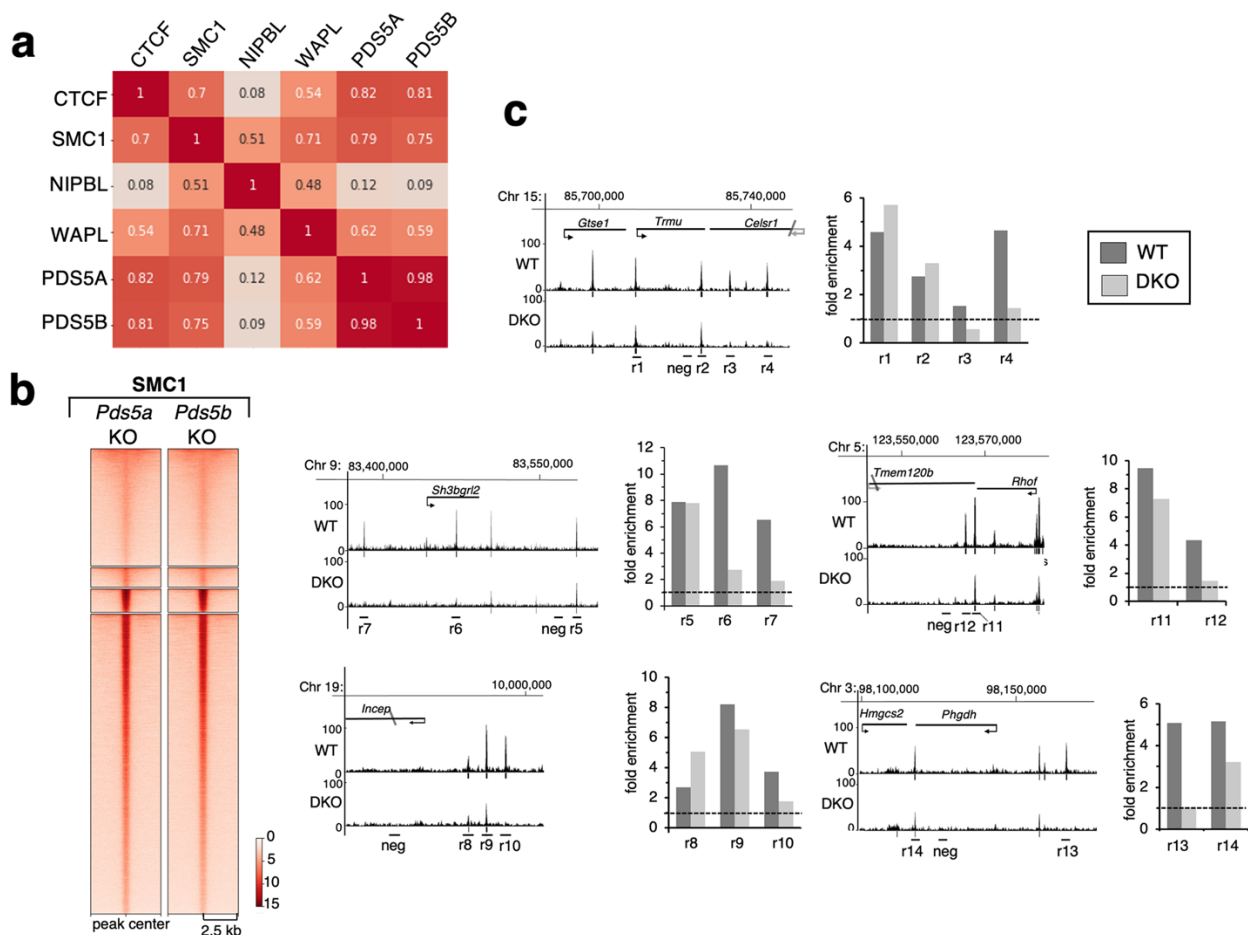 a
CTCF SMC1 NIPBL WAPL PDS5A PDS5B
CTCF 1 0.7 0.08 0.54 0.82 0.81
SMC1 0.7 1 0.51 0.71 0.79 0.75
NIPBL 0.08 0.51 1 0.48 0.12 0.09
WAPL 0.54 0.71 0.48 1 0.62 0.59
PDS5A 0.82 0.79 0.12 0.62 1 0.98
PDS5B 0.81 0.75 0.09 0.59 0.98 1
b
SMC1
Pds5a Pds5b
KO KO
0
5
10
15
peak center
2.5 kb
c
Chr 15: 85,700,000 85,740,000
Gtse1 Trmu Celsr1
100
WT
0
100
DKO
0
r1 neg r2 r3 r4
fold enrichment
6
4
2
0
r1 r2 r3 r4
WT
DKO
Chr 9: 83,400,000 83,550,000
Sh3bgrl2
100
WT
0
100
DKO
0
r7 r6 neg r5
fold enrichment
12
10
8
6
4
2
0
r5 r6 r7
Chr 5: 123,550,000 123,570,000
Tmem120b Rhof
100
WT
0
s
100
DKO
0
neg r12 r11
fold enrichment
10
8
6
4
2
0
r11 r12
Chr 19: 10,000,000
Incep
100
WT
0
100
DKO
0
neg r8 r9 r10
fold enrichment
10
8
6
4
2
0
r8 r9 r10
Chr 3: 98,100,000 98,150,000
Hmgcs2 Phgdh
100
WT
0
100
DKO
0
r14 neg r13
fold enrichment
6
4
2
0
r13 r14